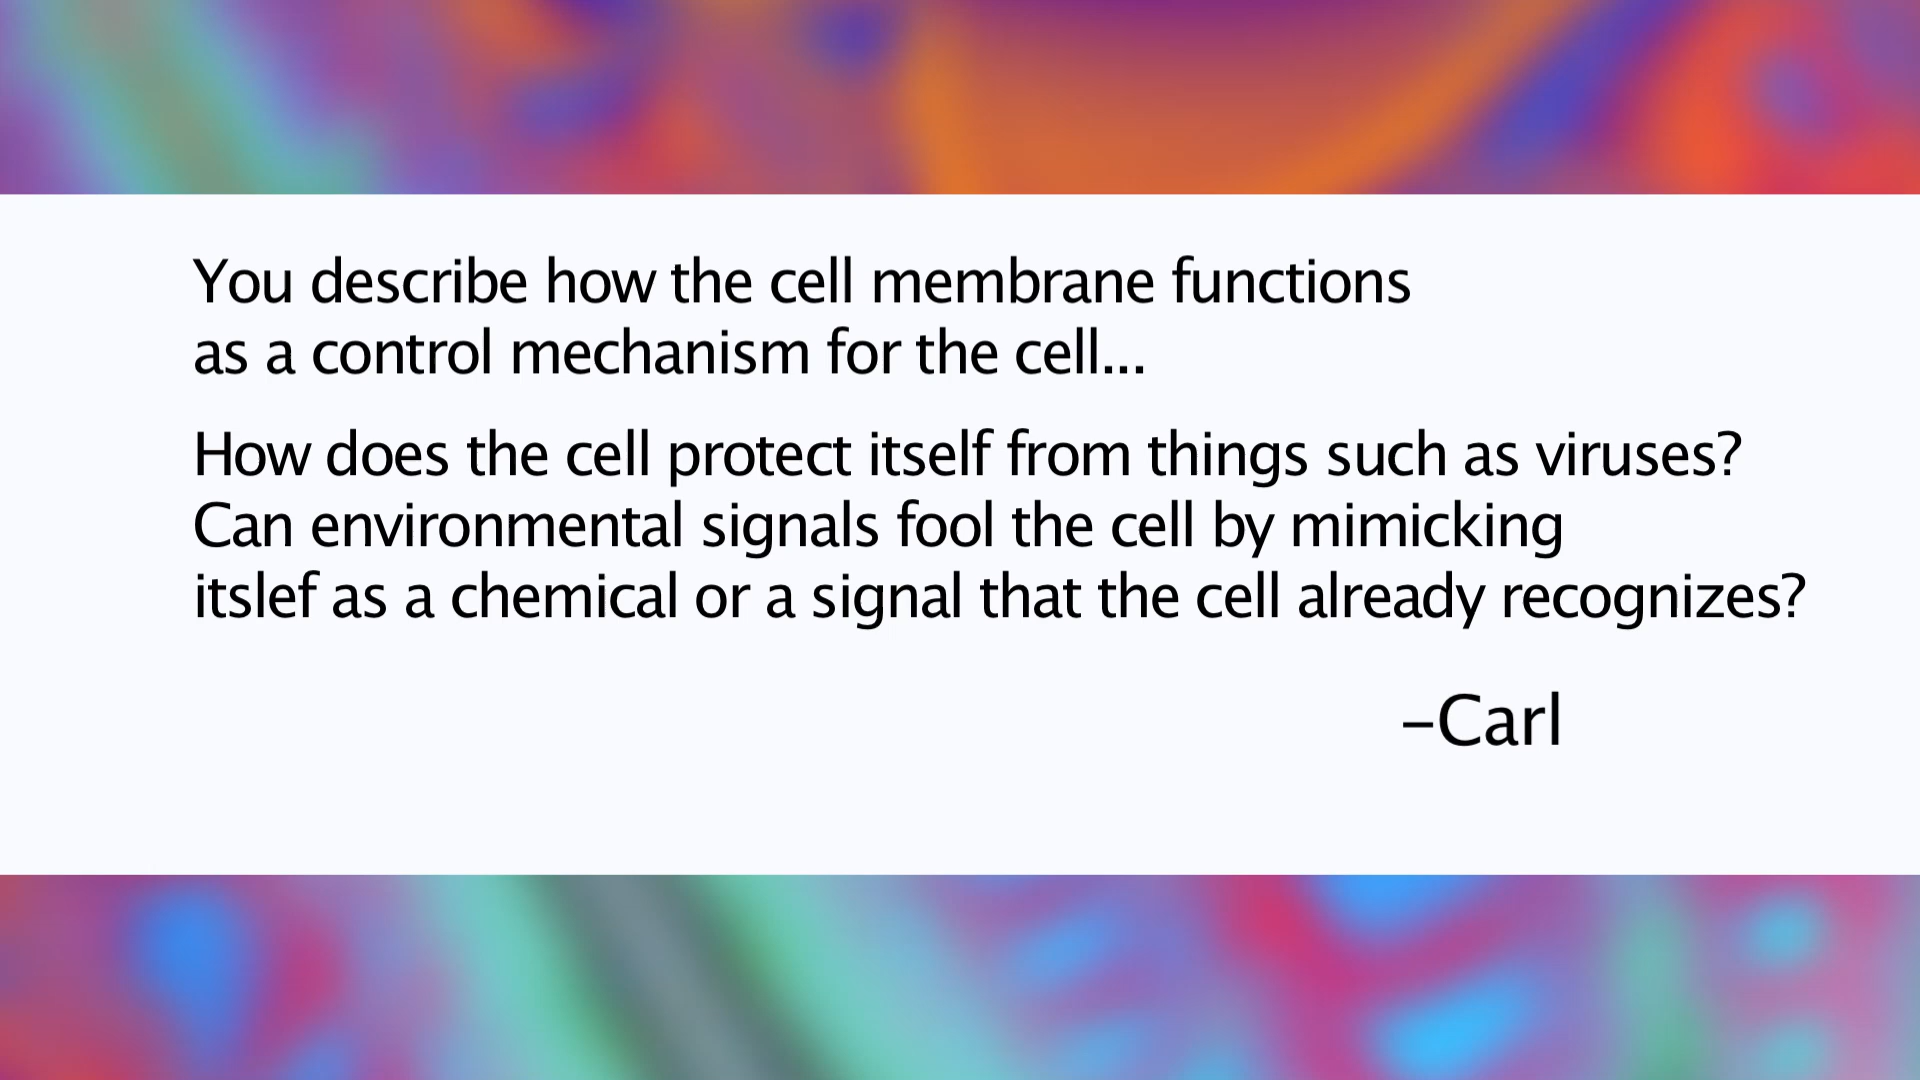 You describe how the cell membrane functions
as a control mechanism for the cell...
How does the cell protect itself from things such as viruses?
Can environmental signals fool the cell by mimicking
itslef as a chemical or a signal that the cell already recognizes?
–Carl